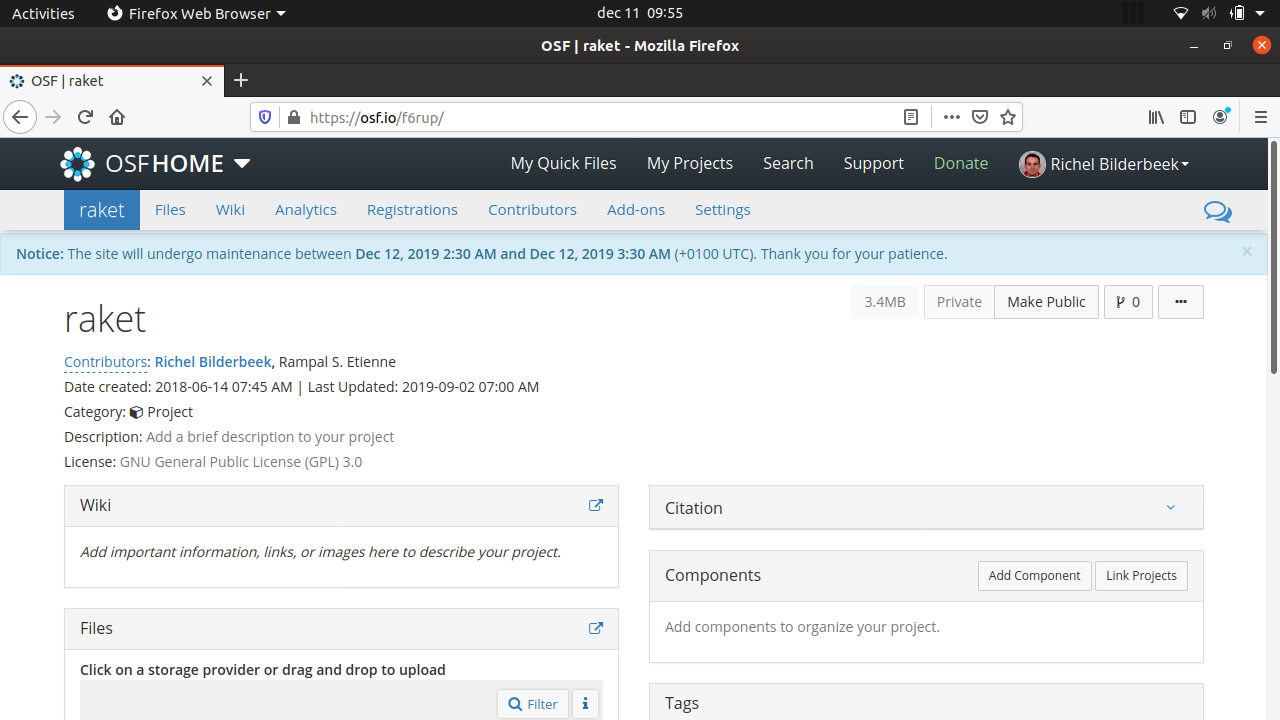 Activities Firefox Web Browser dec 11 09:55
OSF | raket - Mozilla Firefox
OSF | raket
https://osf.io/f6rup/
OSFHOME My Quick Files My Projects Search Support Donate Richel Bilderbeek
raket Files Wiki Analytics Registrations Contributors Add-ons Settings
Notice: The site will undergo maintenance between Dec 12, 2019 2:30 AM and Dec 12, 2019 3:30 AM (+0100 UTC). Thank you for your patience. ×
3.4MB Private Make Public 0
raket
Contributors: Richel Bilderbeek, Rampal S. Etienne
Date created: 2018-06-14 07:45 AM | Last Updated: 2019-09-02 07:00 AM
Category: Project
Description: Add a brief description to your project
License: GNU General Public License (GPL) 3.0
Wiki
Add important information, links, or images here to describe your project.
Files
Click on a storage provider or drag and drop to upload
Filter
Citation
Components Add Component Link Projects
Add components to organize your project.
Tags